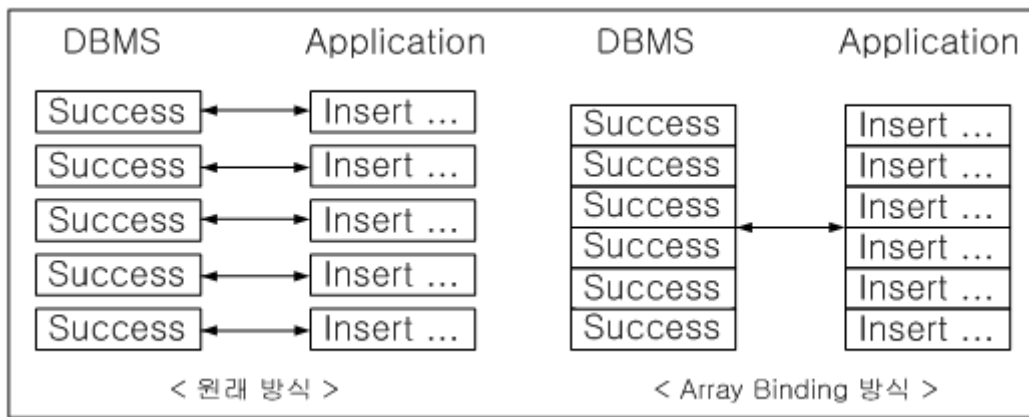 DBMS Application DBMS Application
Success Insert ...
Success Insert ...
Success Insert ...
Success Insert ...
Success Insert ...
< 원래 방식 >
Success Insert ...
Success Insert ...
Success Insert ...
Success Insert ...
Success Insert ...
Success Insert ...
< Array Binding 방식 >